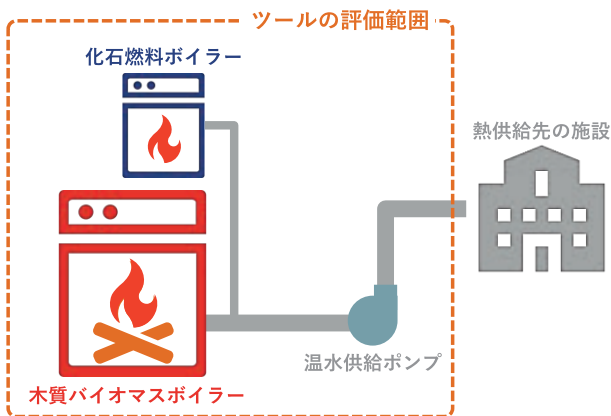 ツールの評価範囲
化石燃料ボイラー
熱供給先の施設
温水供給ポンプ
木質バイオマスボイラー